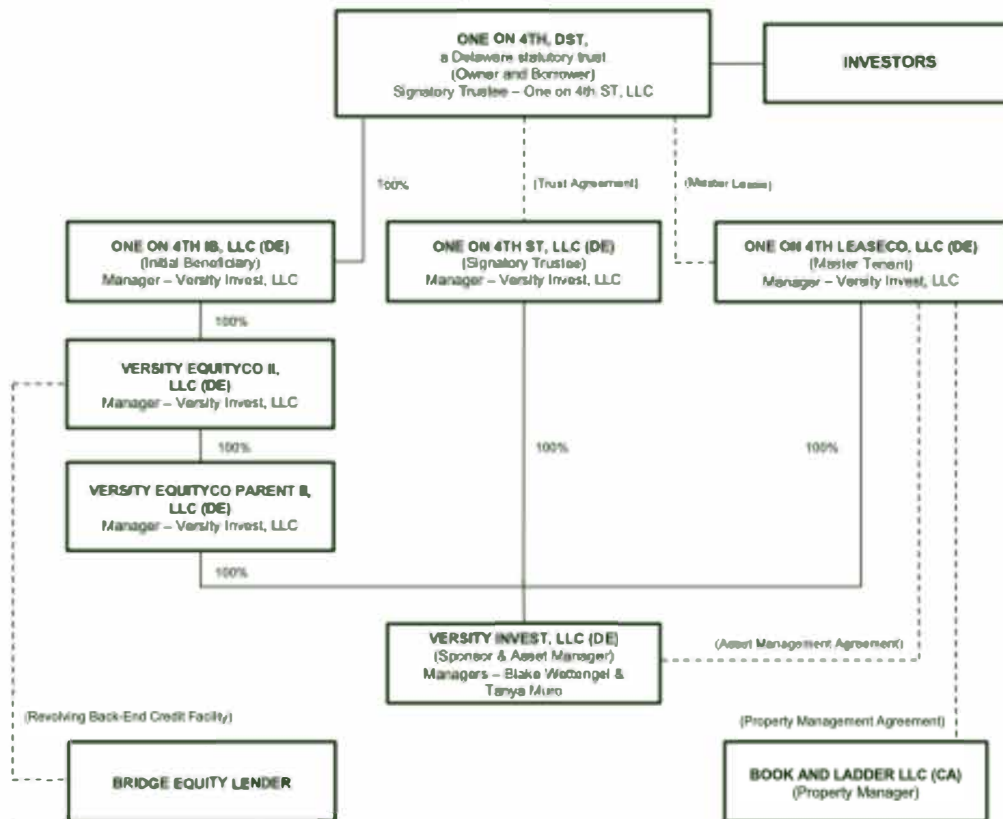 ONE ON 4TH, DST,
a Delaware statutory trust
(Owner and Borrower)
Signatory Trustee – One on 4th ST, LLC
INVESTORS
100%
(Trust Agreement)
(Master Lease)
ONE ON 4TH IB, LLC (DE)
(Initial Beneficiary)
Manager – Versity Invest, LLC
ONE ON 4TH ST, LLC (DE)
(Signatory Trustee)
Manager – Versity Invest, LLC
ONE ON 4TH LEASECO, LLC (DE)
(Master Tenant)
Manager – Versity Invest, LLC
100%
VERSITY EQUITYCO II,
LLC (DE)
Manager – Versity Invest, LLC
100%
100%
100%
VERSITY EQUITYCO PARENT II,
LLC (DE)
Manager – Versity Invest, LLC
100%
VERSITY INVEST, LLC (DE)
(Sponsor & Asset Manager)
Managers – Blake Wettengel &
Tanya Muro
(Asset Management Agreement)
(Revolving Back-End Credit Facility)
(Property Management Agreement)
BRIDGE EQUITY LENDER
BOOK AND LADDER LLC (CA)
(Property Manager)